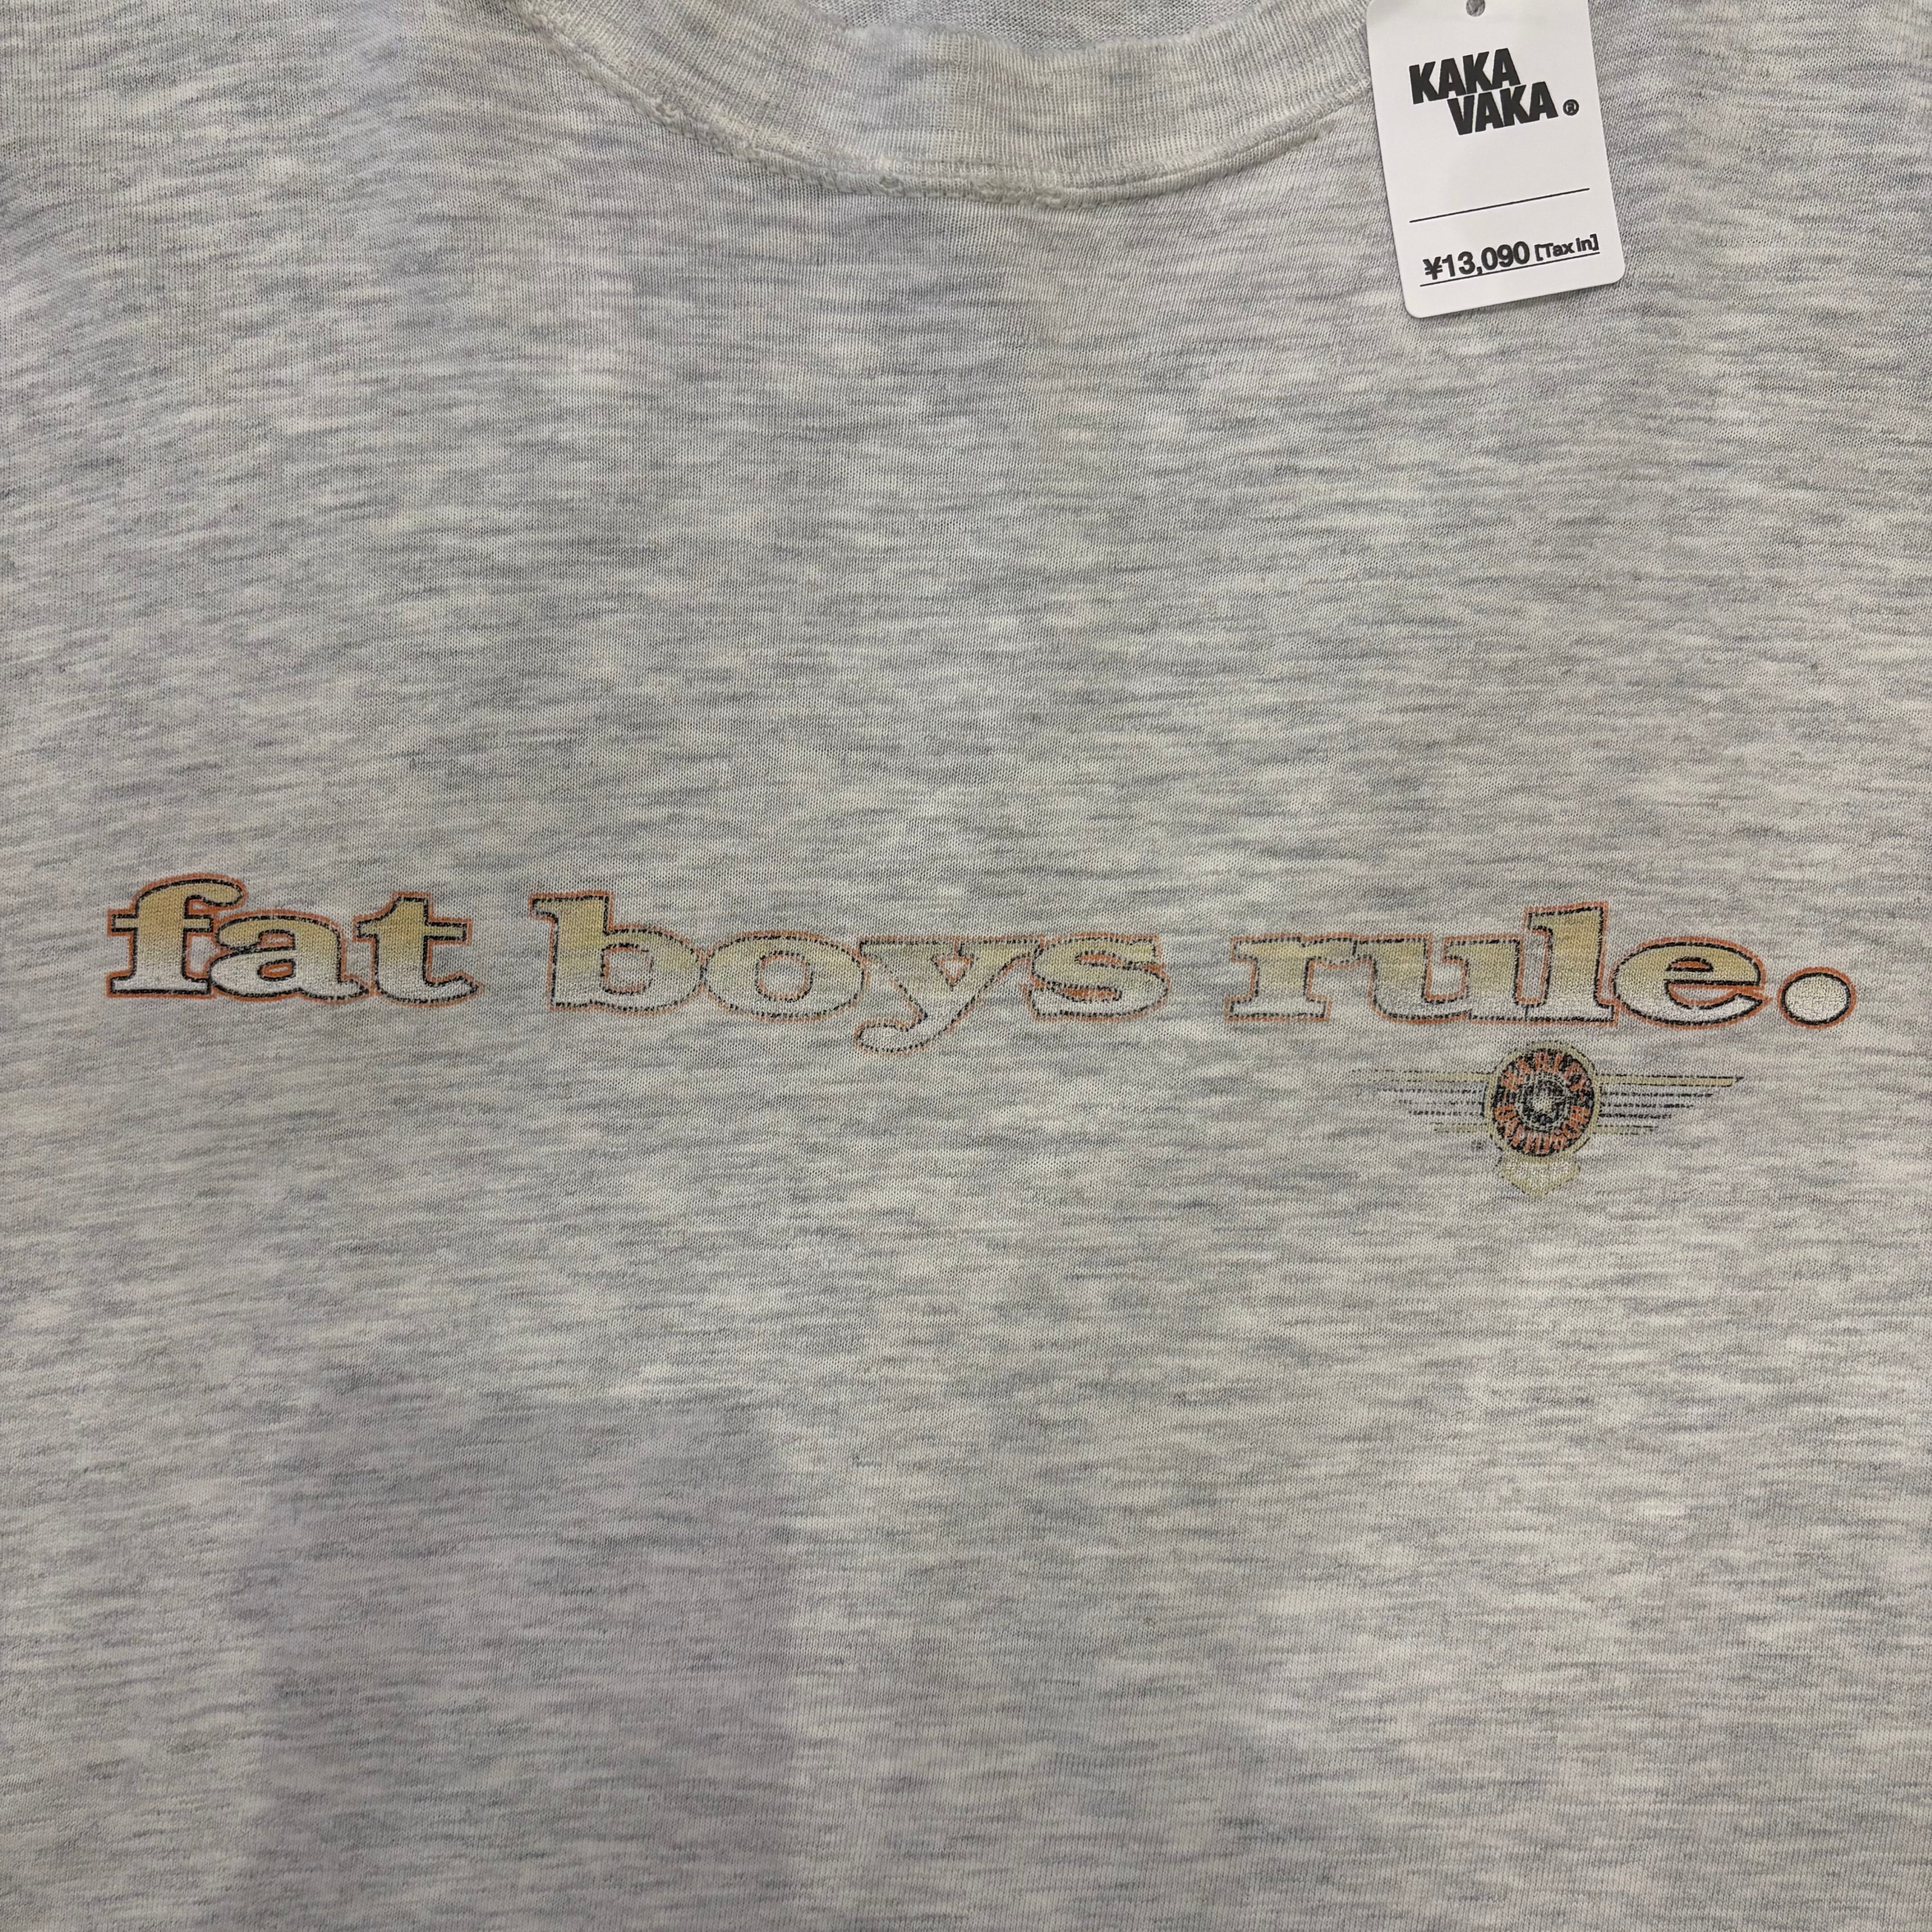 KAKA
VAKA®
¥13,090 [Tax in]
fat boys rule.